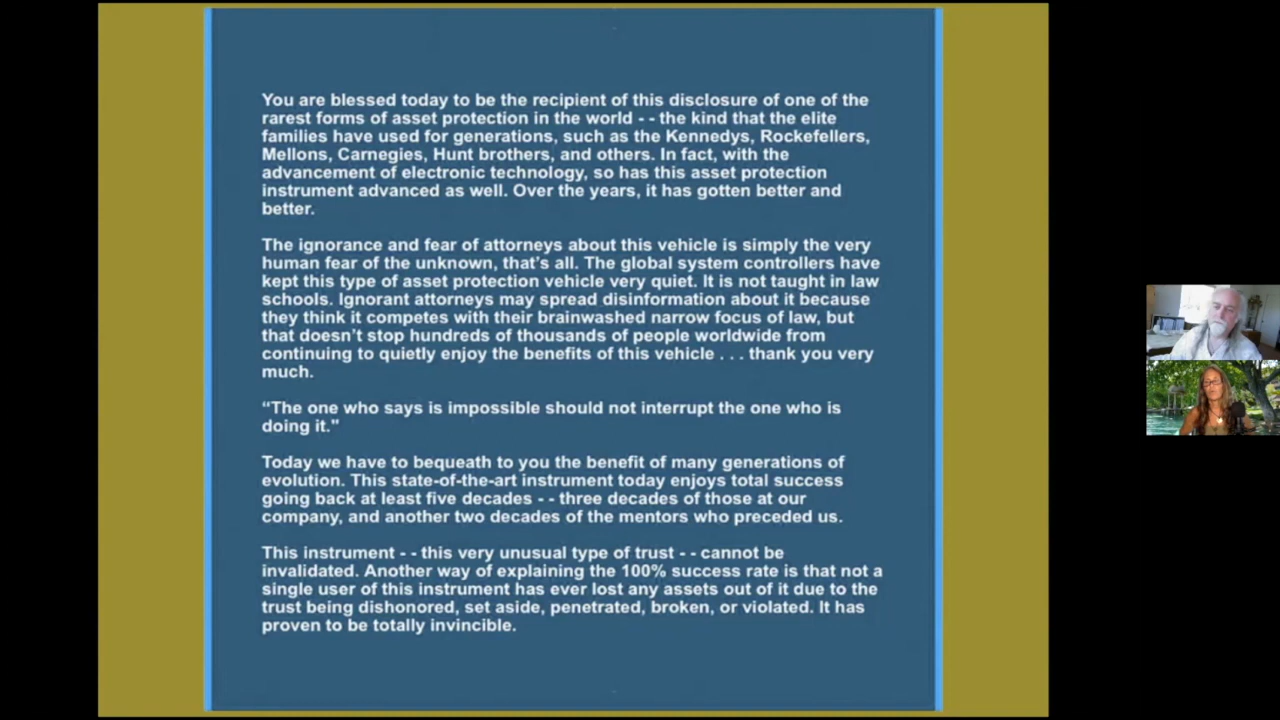 You are blessed today to be the recipient of this disclosure of one of the
rarest forms of asset protection in the world - - the kind that the elite
families have used for generations, such as the Kennedys, Rockefellers,
Mellons, Carnegies, Hunt brothers, and others. In fact, with the
advancement of electronic technology, so has this asset protection
instrument advanced as well. Over the years, it has gotten better and
better.
The ignorance and fear of attorneys about this vehicle is simply the very
human fear of the unknown, that's all. The global system controllers have
kept this type of asset protection vehicle very quiet. It is not taught in law
schools. Ignorant attorneys may spread disinformation about it because
they think it competes with their brainwashed narrow focus of law, but
that doesn't stop hundreds of thousands of people worldwide from
continuing to quietly enjoy the benefits of this vehicle . . . thank you very
much.
“The one who says is impossible should not interrupt the one who is
doing it."
Today we have to bequeath to you the benefit of many generations of
evolution. This state-of-the-art instrument today enjoys total success
going back at least five decades - - three decades of those at our
company, and another two decades of the mentors who preceded us.
This instrument - - this very unusual type of trust - - cannot be
invalidated. Another way of explaining the 100% success rate is that not a
single user of this instrument has ever lost any assets out of it due to the
trust being dishonored, set aside, penetrated, broken, or violated. It has
proven to be totally invincible.